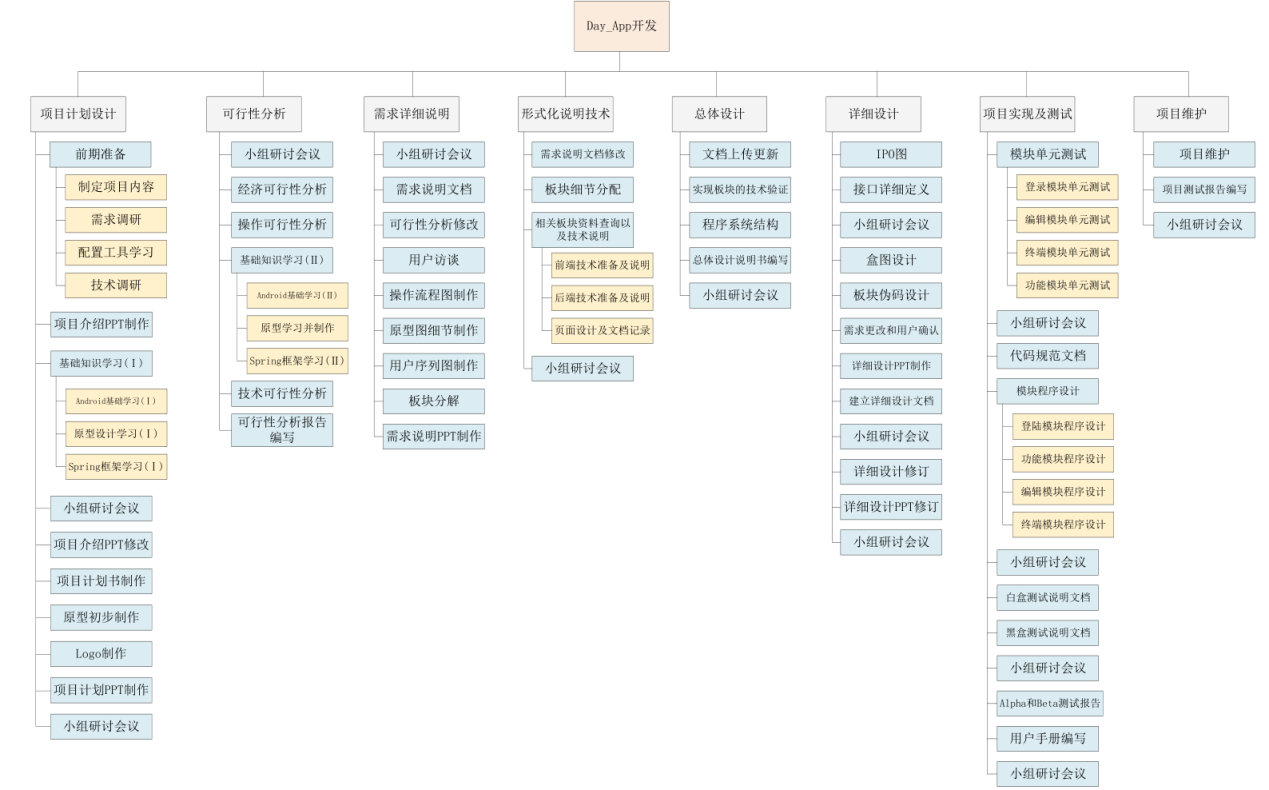 Day_App开发
项目计划设计
前期准备
制定项目内容
需求调研
配置工具学习
技术调研
项目介绍PPT制作
基础知识学习(Ⅰ)
Android基础学习(Ⅰ)
原型设计学习(Ⅰ)
Spring框架学习(Ⅰ)
小组研讨会议
项目介绍PPT修改
项目计划书制作
原型初步制作
Logo制作
项目计划PPT制作
小组研讨会议
可行性分析
小组研讨会议
经济可行性分析
操作可行性分析
基础知识学习(Ⅱ)
Android基础学习(Ⅱ)
原型学习并制作
Spring框架学习(Ⅱ)
技术可行性分析
可行性分析报告
编写
需求详细说明
小组研讨会议
需求说明文档
可行性分析修改
用户访谈
操作流程图制作
原型图细节制作
用户序列图制作
板块分解
需求说明PPT制作
形式化说明技术
需求说明文档修改
板块细节分配
相关板块资料查询以
及技术说明
前端技术准备及说明
后端技术准备及说明
页面设计及文档记录
小组研讨会议
总体设计
文档上传更新
实现板块的技术验证
程序系统结构
总体设计说明书编写
小组研讨会议
详细设计
IPO图
接口详细定义
小组研讨会议
盒图设计
板块伪码设计
需求更改和用户确认
详细设计PPT制作
建立详细设计文档
小组研讨会议
详细设计修订
详细设计PPT修订
小组研讨会议
项目实现及测试
模块单元测试
登录模块单元测试
编辑模块单元测试
终端模块单元测试
功能模块单元测试
小组研讨会议
代码规范文档
模块程序设计
登陆模块程序设计
功能模块程序设计
编辑模块程序设计
终端模块程序设计
小组研讨会议
白盒测试说明文档
黑盒测试说明文档
小组研讨会议
Alpha和Beta测试报告
用户手册编写
小组研讨会议
项目维护
项目维护
项目测试报告编写
小组研讨会议